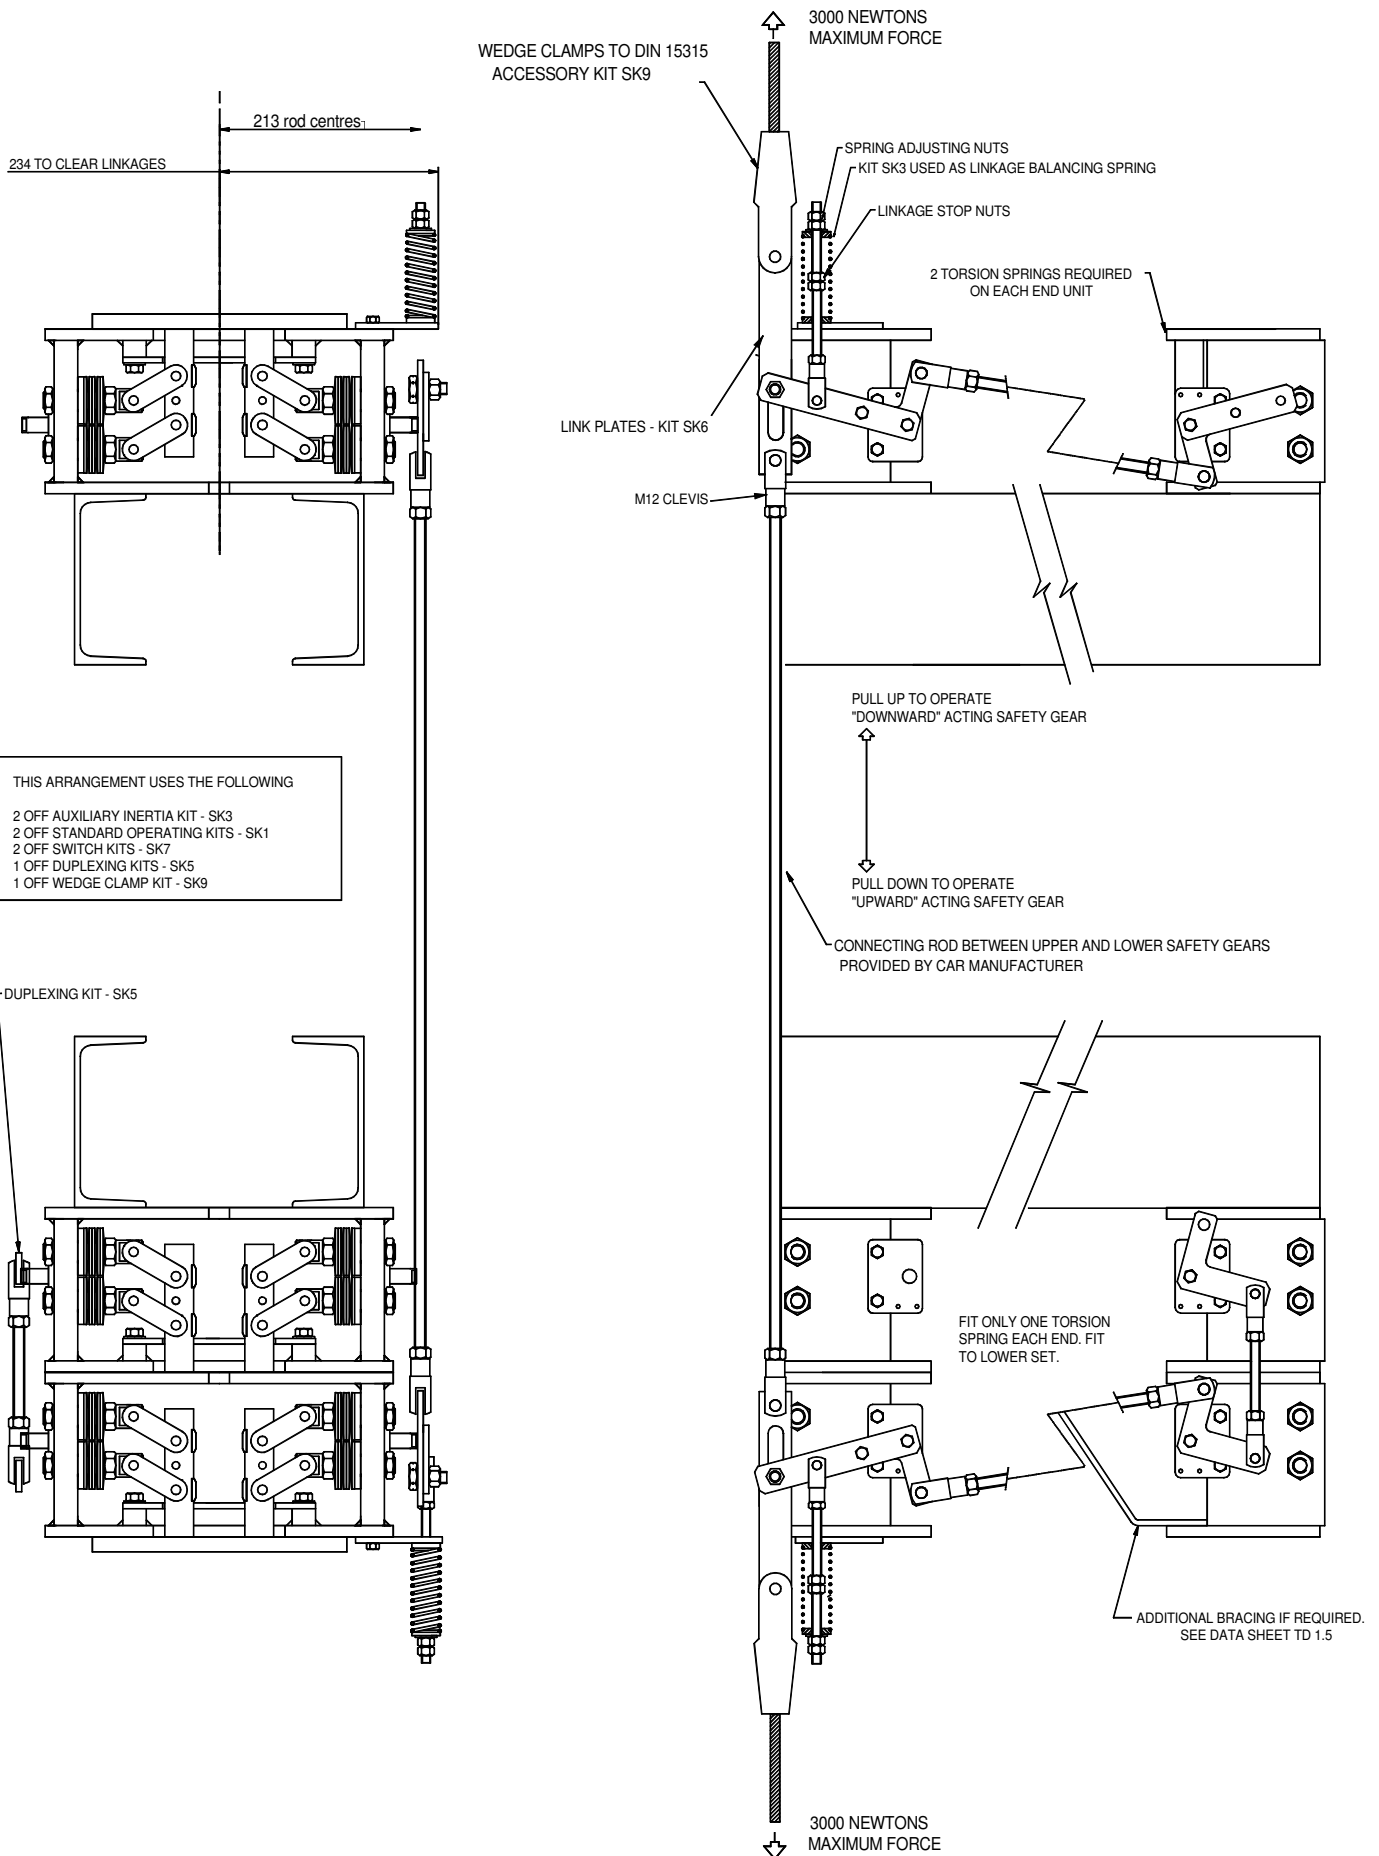 3000 NEWTONS
MAXIMUM FORCE
WEDGE CLAMPS TO DIN 15315
ACCESSORY KIT SK9
213 rod centres
234 TO CLEAR LINKAGES
SPRING ADJUSTING NUTS
KIT SK3 USED AS LINKAGE BALANCING SPRING
LINKAGE STOP NUTS
2 TORSION SPRINGS REQUIRED
ON EACH END UNIT
LINK PLATES - KIT SK6
M12 CLEVIS
PULL UP TO OPERATE
"DOWNWARD" ACTING SAFETY GEAR
THIS ARRANGEMENT USES THE FOLLOWING
2 OFF AUXILIARY INERTIA KIT - SK3
2 OFF STANDARD OPERATING KITS - SK1
2 OFF SWITCH KITS - SK7
1 OFF DUPLEXING KITS - SK5
1 OFF WEDGE CLAMP KIT - SK9
PULL DOWN TO OPERATE
"UPWARD" ACTING SAFETY GEAR
CONNECTING ROD BETWEEN UPPER AND LOWER SAFETY GEARS
PROVIDED BY CAR MANUFACTURER
DUPLEXING KIT - SK5
FIT ONLY ONE TORSION
SPRING EACH END. FIT
TO LOWER SET.
ADDITIONAL BRACING IF REQUIRED.
SEE DATA SHEET TD 1.5
3000 NEWTONS
MAXIMUM FORCE